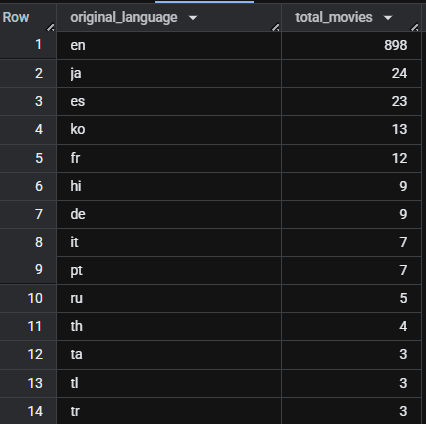 Row original_language total_movies
1 en 898
2 ja 24
3 es 23
4 ko 13
5 fr 12
6 hi 9
7 de 9
8 it 7
9 pt 7
10 ru 5
11 th 4
12 ta 3
13 tl 3
14 tr 3